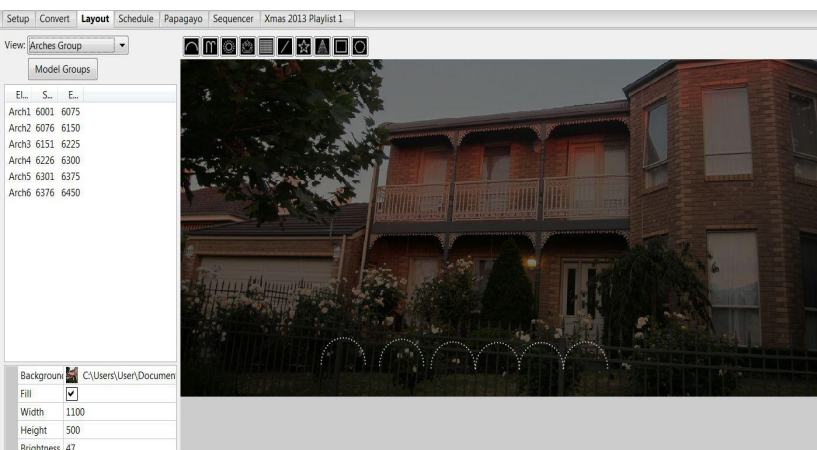 Setup Convert Layout Schedule Papagayo Sequencer Xmas 2013 Playlist 1
View: Arches Group
Model Groups
El... S... E...
Arch1 6001 6075
Arch2 6076 6150
Arch3 6151 6225
Arch4 6226 6300
Arch5 6301 6375
Arch6 6376 6450
Background C:\Users\User\Documen
Fill
Width 1100
Height 500
Brightness 47